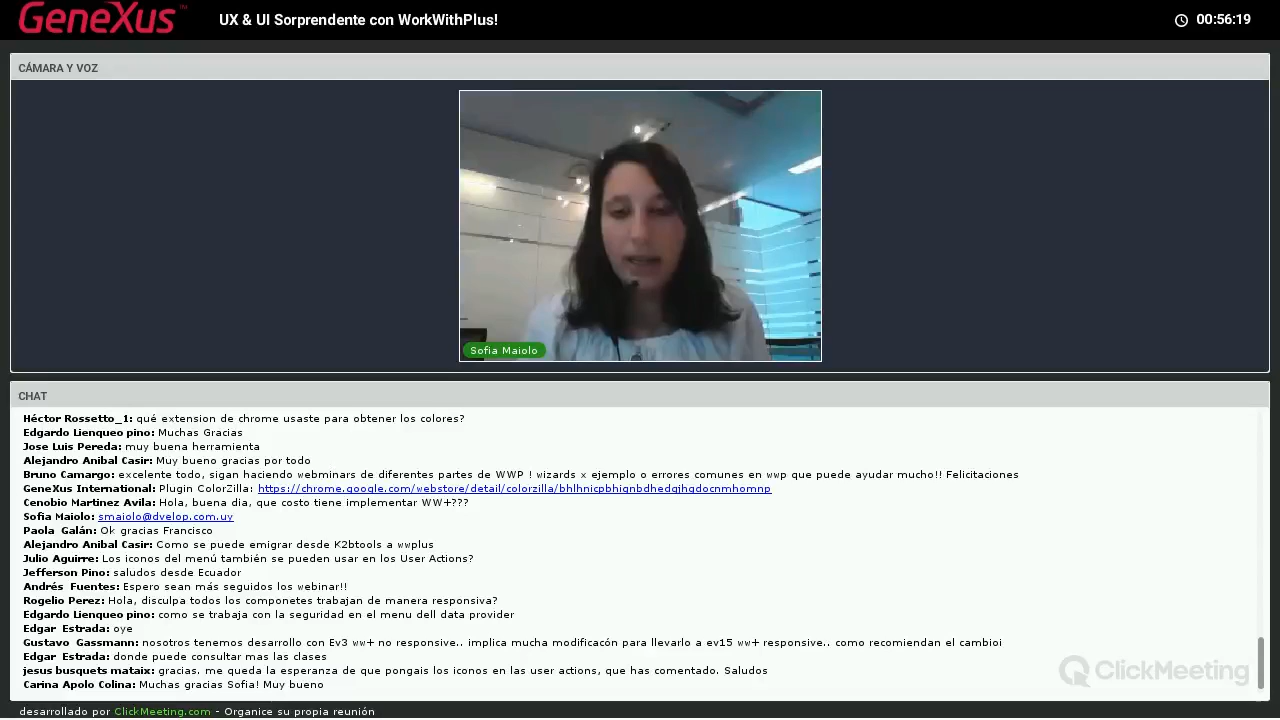 GeneXus™
UX & UI Sorprendente con WorkWithPlus!
00:56:19
CÁMARA Y VOZ
Sofia Maiolo
CHAT
Héctor Rossetto_1: qué extension de chrome usaste para obtener los colores?
Edgardo Lienqueo pino: Muchas Gracias
Jose Luis Pereda: muy buena herramienta
Alejandro Anibal Casir: Muy bueno gracias por todo
Bruno Camargo: excelente todo, sigan haciendo webminars de diferentes partes de WWP ! wizards x ejemplo o errores comunes en wwp que puede ayudar mucho!! Felicitaciones
GeneXus International: Plugin ColorZilla: https://chrome.google.com/webstore/detail/colorzilla/bhlhnicpbhignbdhedgjhgdocnmhomnp
Cenobio Martinez Avila: Hola, buena dia, que costo tiene implementar WW+???
Sofia Maiolo: smaiolo@dvelop.com.uy
Paola Galán: Ok gracias Francisco
Alejandro Anibal Casir: Como se puede emigrar desde K2btools a wwplus
Julio Aguirre: Los iconos del menú también se pueden usar en los User Actions?
Jefferson Pino: saludos desde Ecuador
Andrés Fuentes: Espero sean más seguidos los webinar!!
Rogelio Perez: Hola, disculpa todos los componetes trabajan de manera responsiva?
Edgardo Lienqueo pino: como se trabaja con la seguridad en el menu dell data provider
Edgar Estrada: oye
Gustavo Gassmann: nosotros tenemos desarrollo con Ev3 ww+ no responsive.. implica mucha modificacón para llevarlo a ev15 ww+ responsive.. como recomiendan el cambioi
Edgar Estrada: donde puede consultar mas las clases
jesus busquets mataix: gracias. me queda la esperanza de que pongais los iconos en las user actions, que has comentado. Saludos
Carina Apolo Colina: Muchas gracias Sofia! Muy bueno
ClickMeeting
desarrollado por ClickMeeting.com - Organice su propia reunión